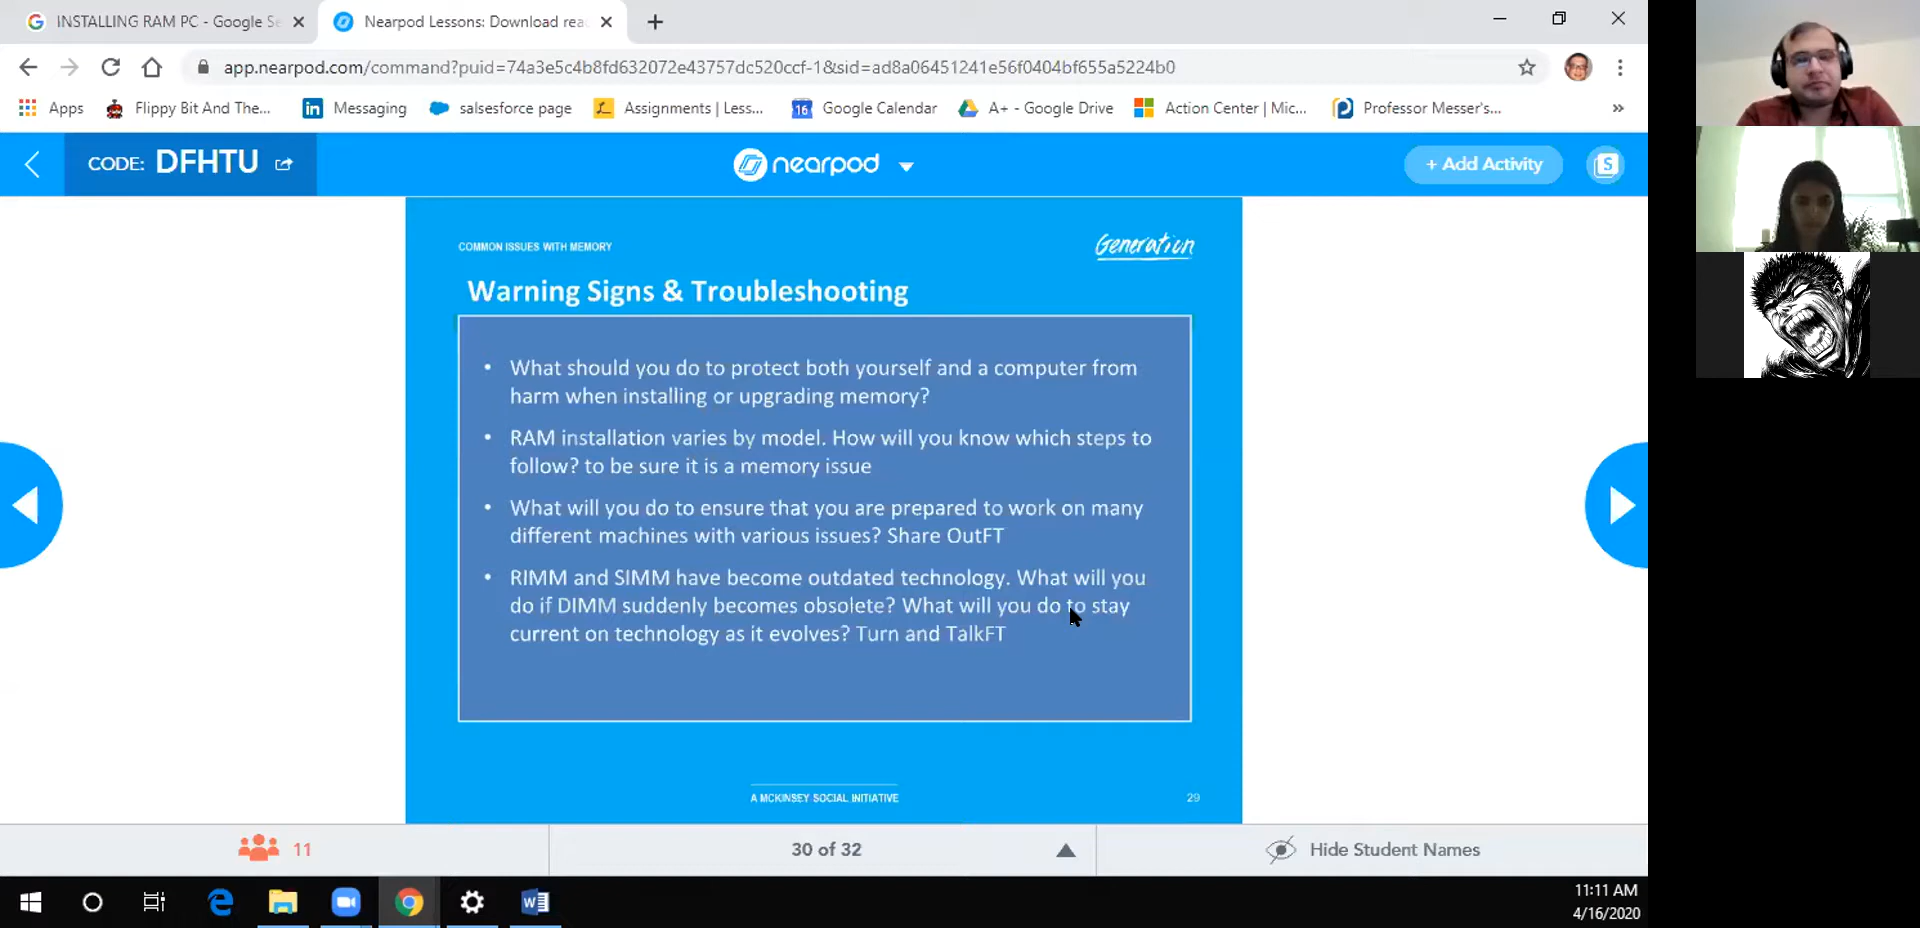 INSTALLING RAM PC - Google Se
Nearpod Lessons: Download rea
app.nearpod.com/command?puid=74a3e5c4b8fd632072e43757dc520ccf-1&sid=ad8a06451241e56f0404bf655a5224b0
Apps
Flippy Bit And The...
Messaging
salsesforce page
Assignments | Less...
16
Google Calendar
A+ - Google Drive
Action Center | Mic...
Professor Messer's...
CODE: DFHTU
nearpod
+ Add Activity
S
COMMON ISSUES WITH MEMORY
Generation
Warning Signs & Troubleshooting
• What should you do to protect both yourself and a computer from
harm when installing or upgrading memory?
• RAM installation varies by model. How will you know which steps to
follow? to be sure it is a memory issue
• What will you do to ensure that you are prepared to work on many
different machines with various issues? Share OutFT
• RIMM and SIMM have become outdated technology. What will you
do if DIMM suddenly becomes obsolete? What will you do to stay
current on technology as it evolves? Turn and TalkFT
A MCKINSEY SOCIAL INITIATIVE
29
11
30 of 32
Hide Student Names
11:11 AM
4/16/2020